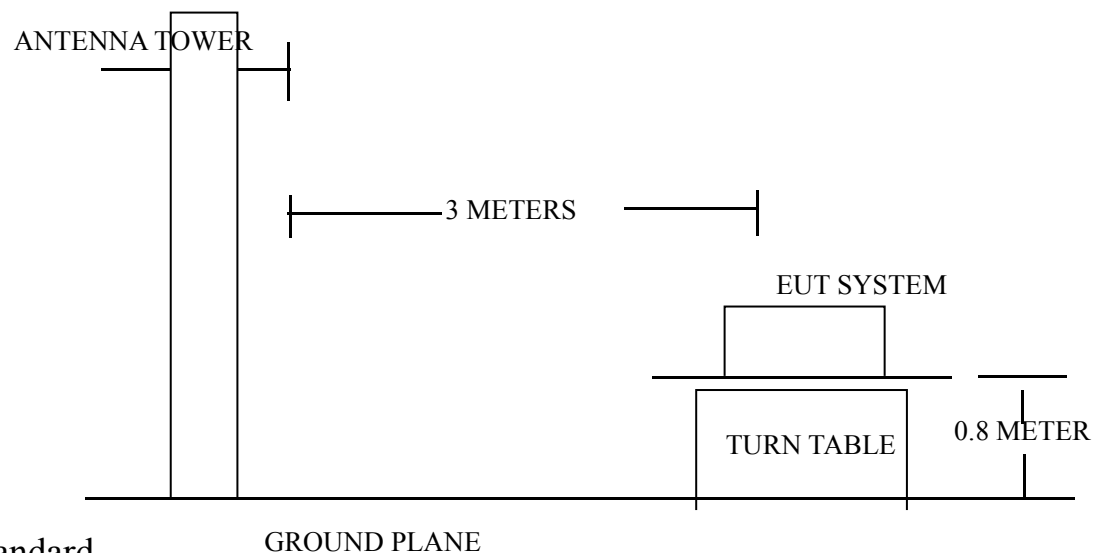 ANTENNA TOWER
3 METERS
EUT SYSTEM
TURN TABLE
0.8 METER
GROUND PLANE